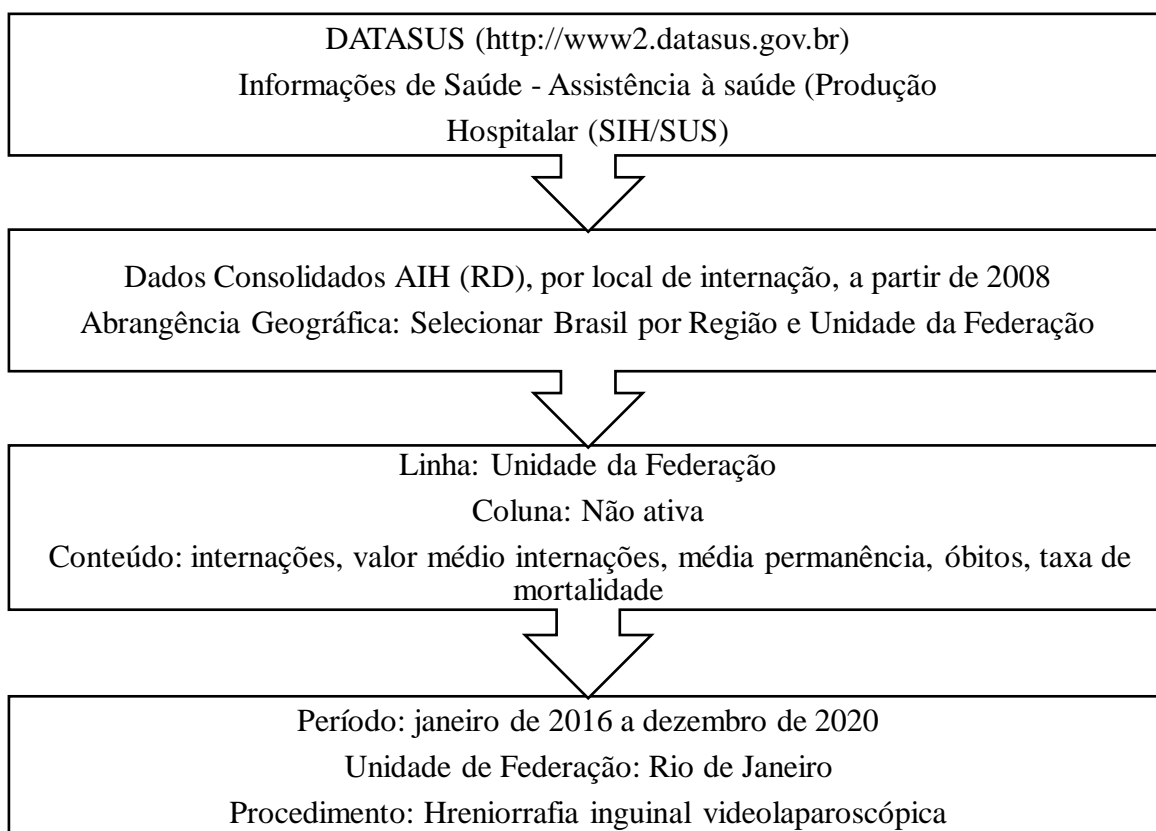 DATASUS (http://www2.datasus.gov.br)
Informações de Saúde - Assistência à saúde (Produção
Hospitalar (SIH/SUS)
Dados Consolidados AIH (RD), por local de internação, a partir de 2008
Abrangência Geográfica: Selecionar Brasil por Região e Unidade da Federação
Linha: Unidade da Federação
Coluna: Não ativa
Conteúdo: internações, valor médio internações, média permanência, óbitos, taxa de
mortalidade
Período: janeiro de 2016 a dezembro de 2020
Unidade de Federação: Rio de Janeiro
Procedimento: Hreniorrafia inguinal videolaparoscópica